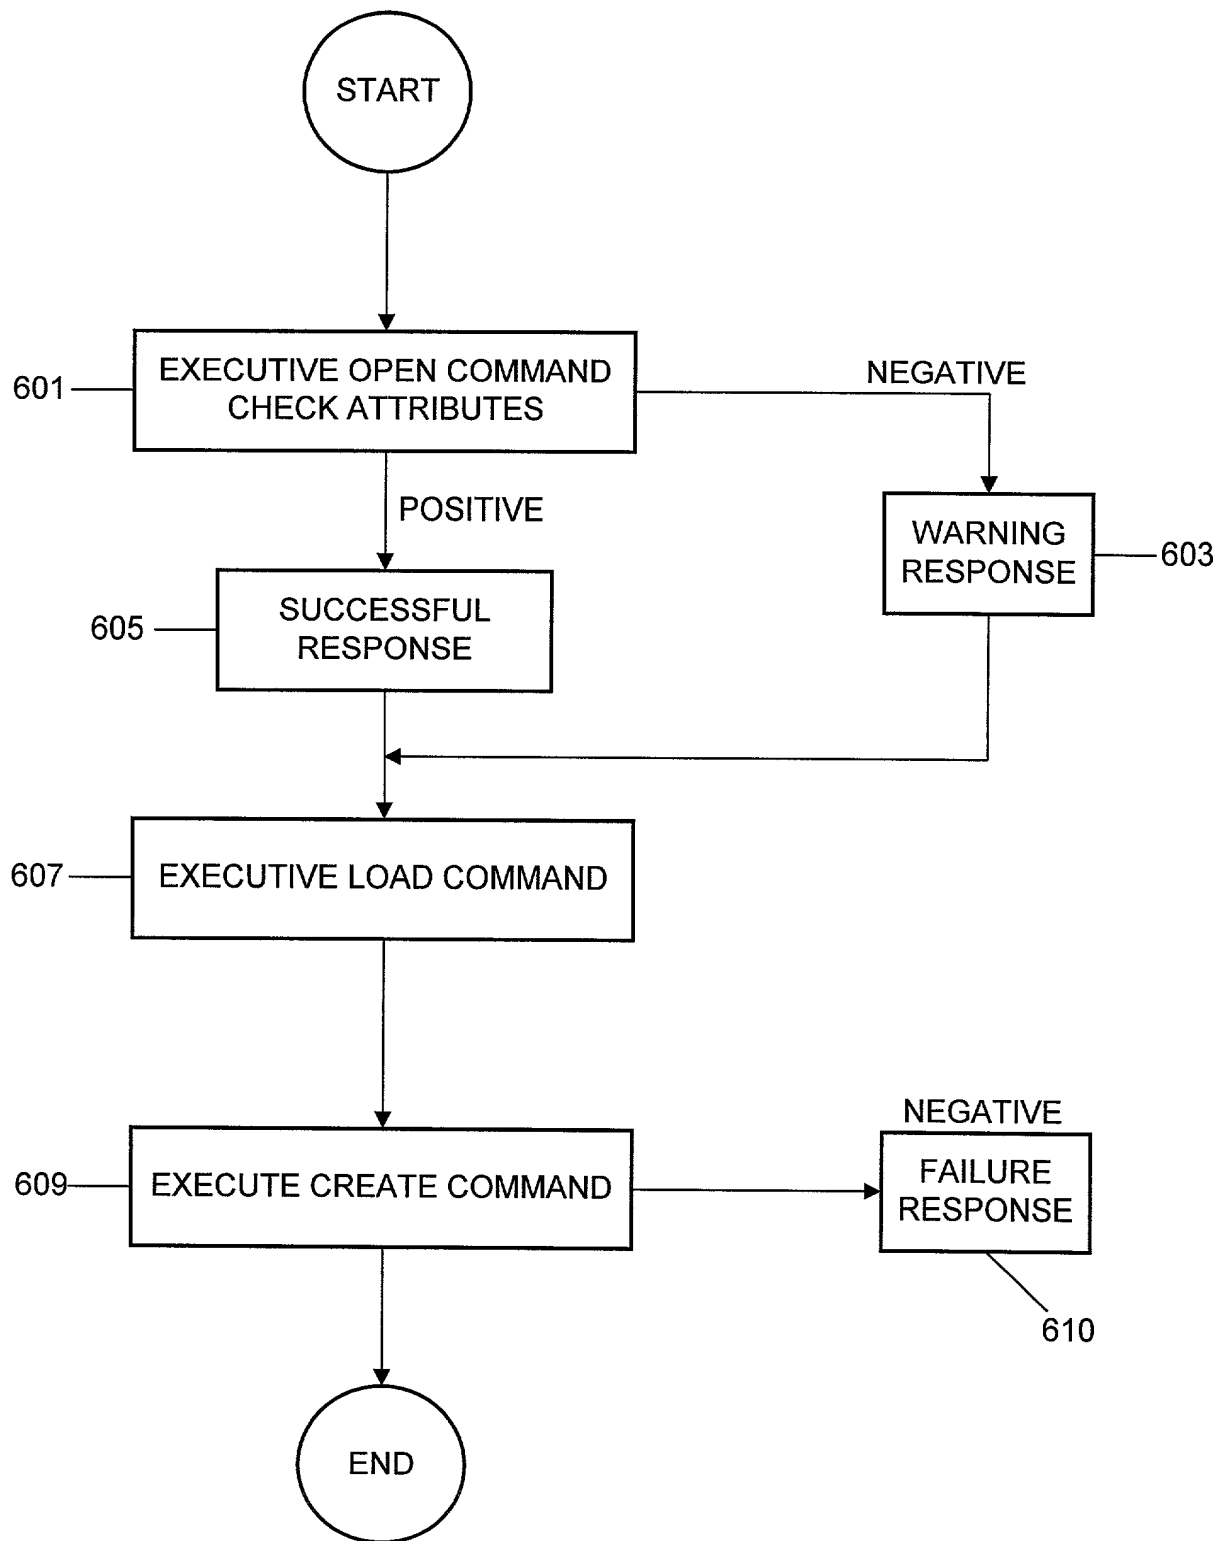 START
601
EXECUTIVE OPEN COMMAND
CHECK ATTRIBUTES
NEGATIVE
POSITIVE
WARNING
RESPONSE
603
605
SUCCESSFUL
RESPONSE
607
EXECUTIVE LOAD COMMAND
609
EXECUTE CREATE COMMAND
NEGATIVE
FAILURE
RESPONSE
610
END